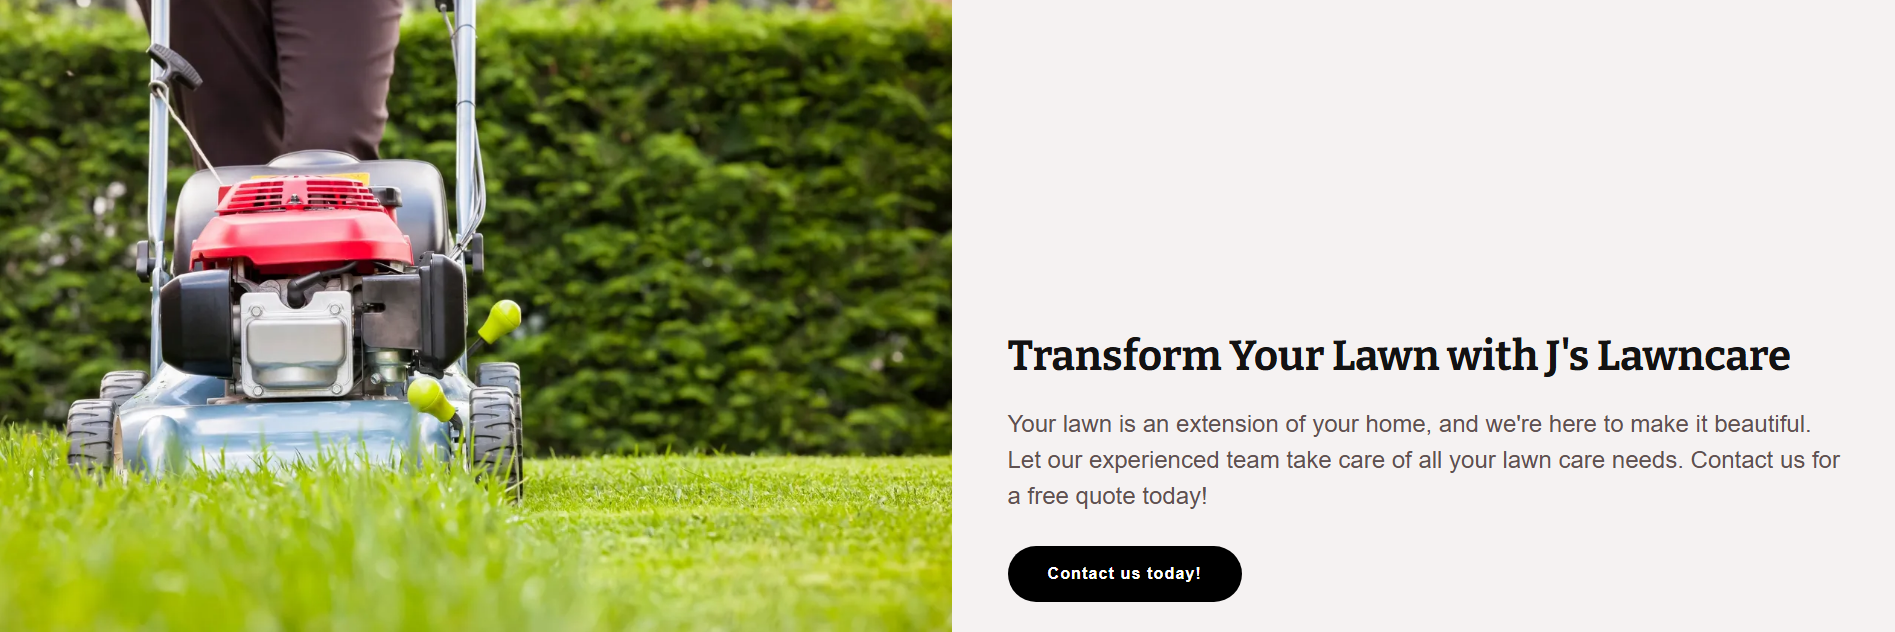 Transform Your Lawn with J's Lawncare
Your lawn is an extension of your home, and we're here to make it beautiful.
Let our experienced team take care of all your lawn care needs. Contact us for
a free quote today!
Contact us today!